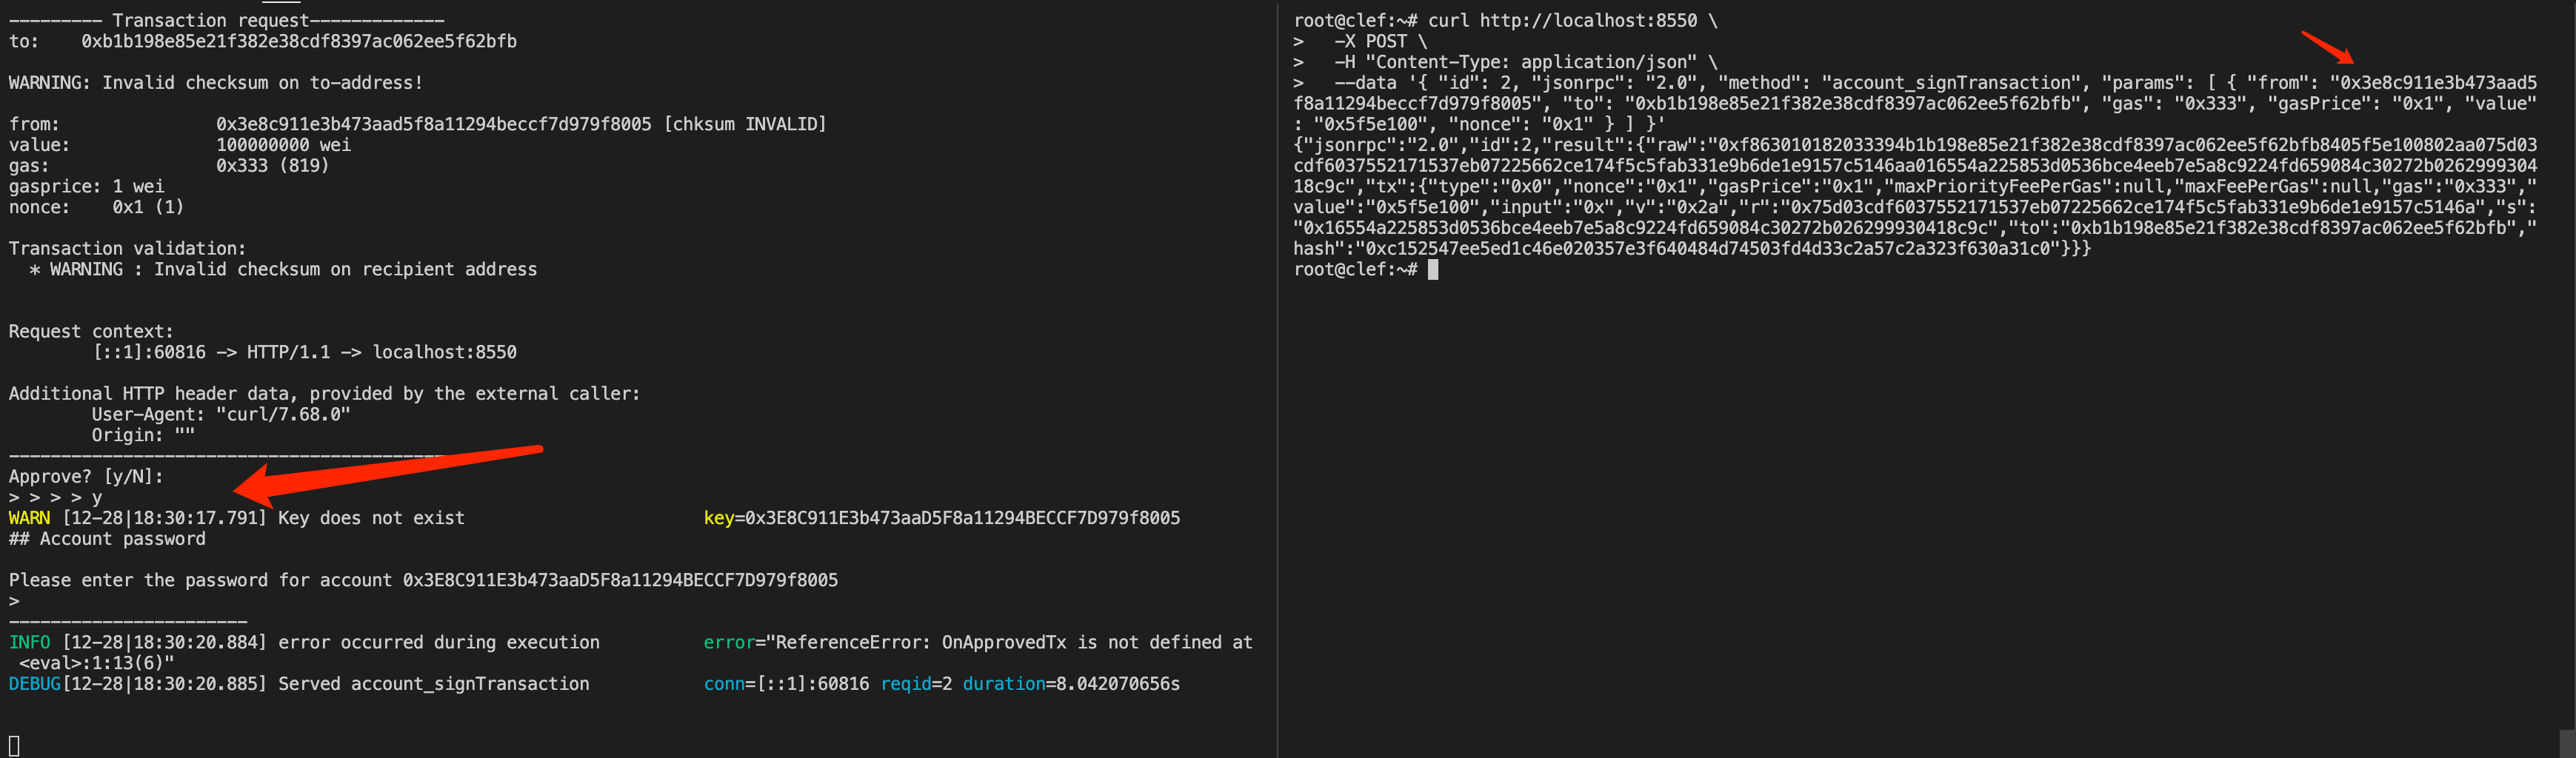 --------- Transaction request-------------
to:    0xb1b198e85e21f382e38cdf8397ac062ee5f62bfb

WARNING: Invalid checksum on to-address!

from:               0x3e8c911e3b473aad5f8a11294beccf7d979f8005 [chksum INVALID]
value:              100000000 wei
gas:                0x333 (819)
gasprice: 1 wei
nonce:    0x1 (1)

Transaction validation:
  * WARNING : Invalid checksum on recipient address

Request context:
        [::1]:60816 -> HTTP/1.1 -> localhost:8550

Additional HTTP header data, provided by the external caller:
        User-Agent: "curl/7.68.0"
        Origin: ""
-------------------------------------------
Approve? [y/N]:
> > > > y
WARN [12-28|18:30:17.791] Key does not exist                       key=0x3E8C911E3b473aaD5F8a11294BECCF7D979f8005
## Account password

Please enter the password for account 0x3E8C911E3b473aaD5F8a11294BECCF7D979f8005
>
-----------------------
INFO [12-28|18:30:20.884] error occurred during execution          error="ReferenceError: OnApprovedTx is not defined at
 <eval>:1:13(6)"
DEBUG[12-28|18:30:20.885] Served account_signTransaction           conn=[::1]:60816 reqid=2 duration=8.042070656s

root@clef:~# curl http://localhost:8550 \
>   -X POST \
>   -H "Content-Type: application/json" \
>   --data '{ "id": 2, "jsonrpc": "2.0", "method": "account_signTransaction", "params": [ { "from": "0x3e8c911e3b473aad5
f8a11294beccf7d979f8005", "to": "0xb1b198e85e21f382e38cdf8397ac062ee5f62bfb", "gas": "0x333", "gasPrice": "0x1", "value"
: "0x5f5e100", "nonce": "0x1" } ] }'
{"jsonrpc":"2.0","id":2,"result":{"raw":"0xf863010182033394b1b198e85e21f382e38cdf8397ac062ee5f62bfb8405f5e100802aa075d03
cdf6037552171537eb07225662ce174f5c5fab331e9b6de1e9157c5146aa016554a225853d0536bce4eeb7e5a8c9224fd659084c30272b0262999304
18c9c","tx":{"type":"0x0","nonce":"0x1","gasPrice":"0x1","maxPriorityFeePerGas":null,"maxFeePerGas":null,"gas":"0x333","
value":"0x5f5e100","input":"0x","v":"0x2a","r":"0x75d03cdf6037552171537eb07225662ce174f5c5fab331e9b6de1e9157c5146a","s":
"0x16554a225853d0536bce4eeb7e5a8c9224fd659084c30272b026299930418c9c","to":"0xb1b198e85e21f382e38cdf8397ac062ee5f62bfb","
hash":"0xc152547ee5ed1c46e020357e3f640484d74503fd4d33c2a57c2a323f630a31c0"}}}
root@clef:~#